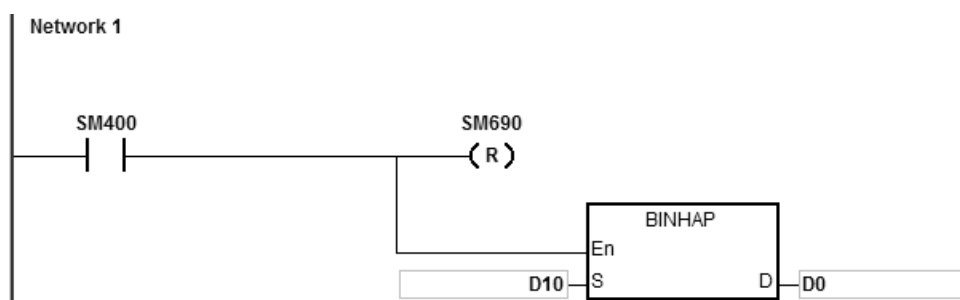 Network 1
SM400 SM690
( R )
BINHAP
En
D10 S D D0